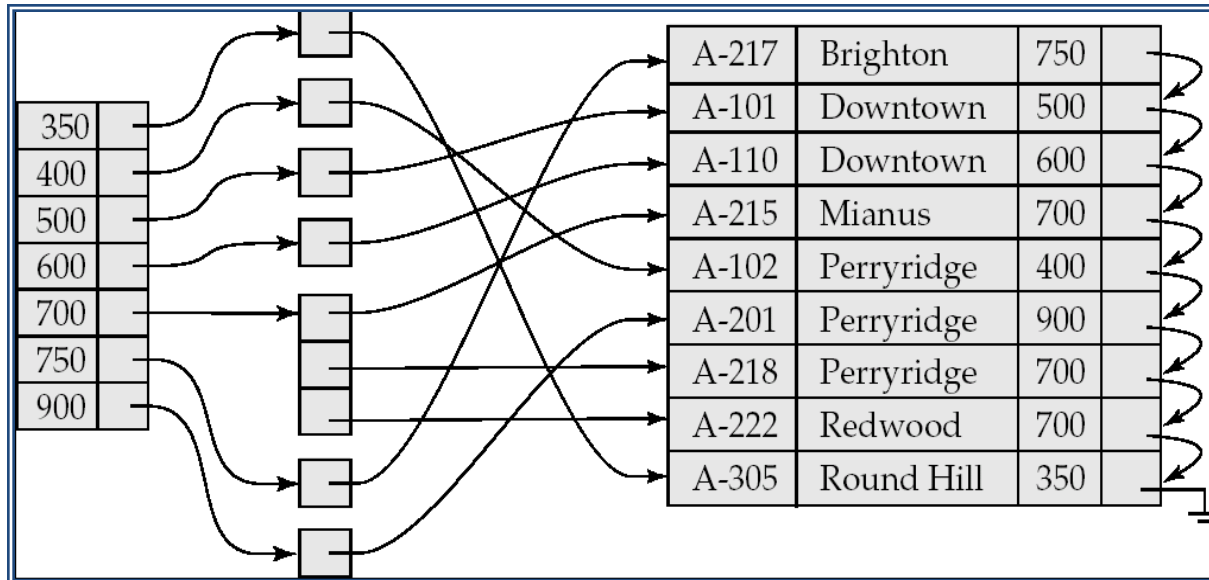 350
400
500
600
700
750
900
A-217 Brighton 750
A-101 Downtown 500
A-110 Downtown 600
A-215 Mianus 700
A-102 Perryridge 400
A-201 Perryridge 900
A-218 Perryridge 700
A-222 Redwood 700
A-305 Round Hill 350